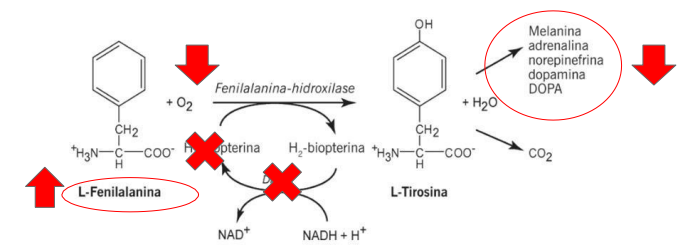 OH
Melanina
adrenalina
norepinefrina
dopamina
DOPA
+ O₂
Fenilalanina-hidroxilase
+ H₂O
CH₂
CH₂
⁺H₃N—C—COO⁻
H
H₂-biopterina
⁺H₃N—C—COO⁻
H
CO₂
L-Fenilalanina
L-Tirosina
NAD⁺
NADH + H⁺